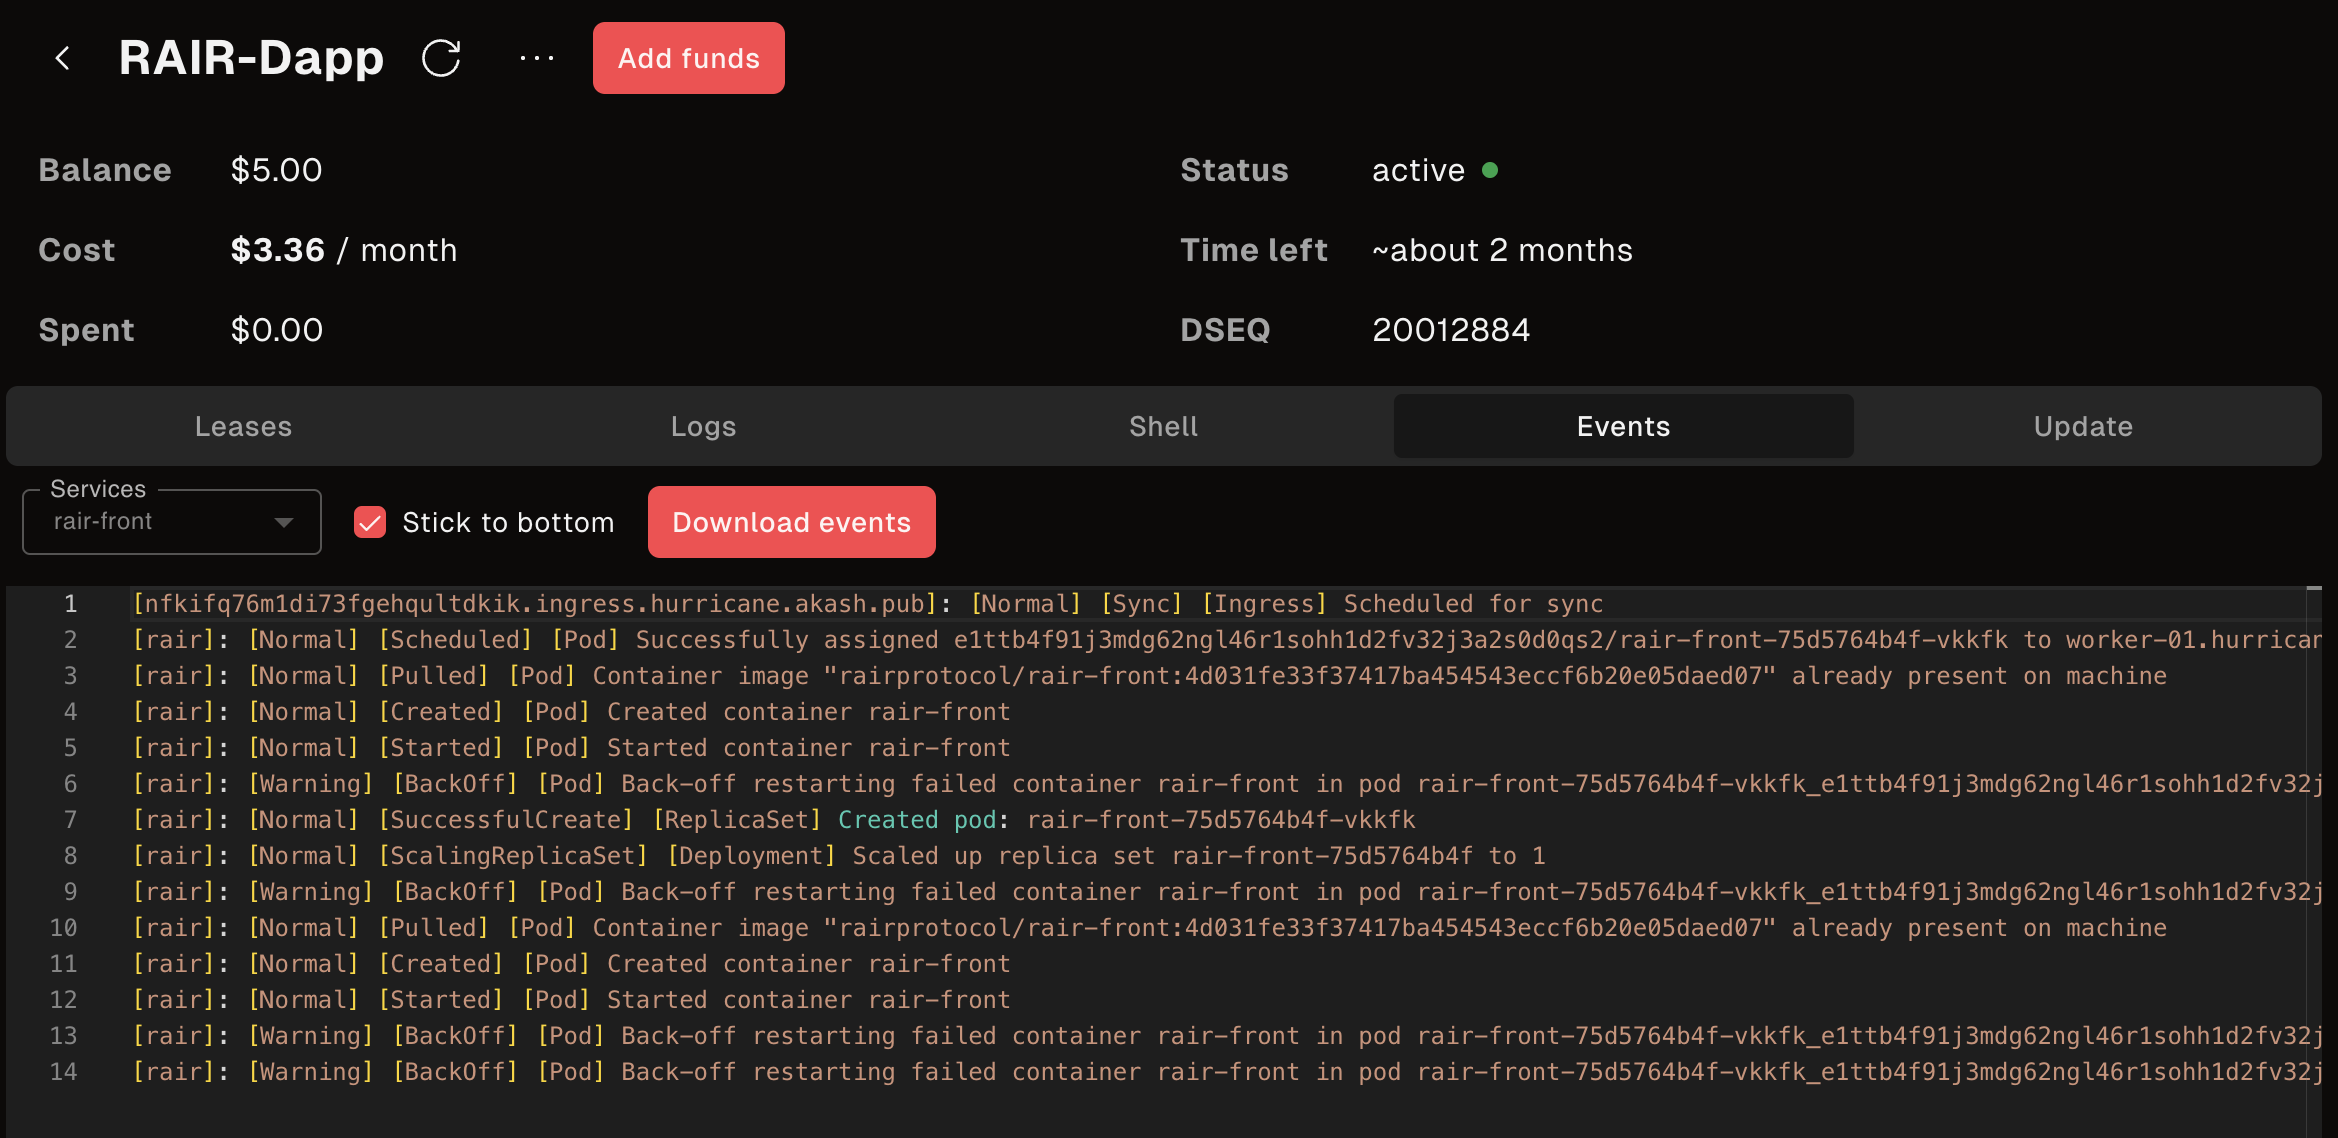 RAIR-Dapp
Add funds
Balance $5.00
Status active
Cost $3.36 / month
Time left ~about 2 months
Spent $0.00
DSEQ 20012884
Leases Logs Shell Events Update
Services
rair-front
Stick to bottom
Download events
1 [nfkifq76m1di73fgehqultdkik.ingress.hurricane.akash.pub]: [Normal] [Sync] [Ingress] Scheduled for sync
2 [rair]: [Normal] [Scheduled] [Pod] Successfully assigned e1ttb4f91j3mdg62ngl46r1sohh1d2fv32j3a2s0d0qs2/rair-front-75d5764b4f-vkkfk to worker-01.hurrican
3 [rair]: [Normal] [Pulled] [Pod] Container image "rairprotocol/rair-front:4d031fe33f37417ba454543eccf6b20e05daed07" already present on machine
4 [rair]: [Normal] [Created] [Pod] Created container rair-front
5 [rair]: [Normal] [Started] [Pod] Started container rair-front
6 [rair]: [Warning] [BackOff] [Pod] Back-off restarting failed container rair-front in pod rair-front-75d5764b4f-vkkfk_e1ttb4f91j3mdg62ngl46r1sohh1d2fv32j
7 [rair]: [Normal] [SuccessfulCreate] [ReplicaSet] Created pod: rair-front-75d5764b4f-vkkfk
8 [rair]: [Normal] [ScalingReplicaSet] [Deployment] Scaled up replica set rair-front-75d5764b4f to 1
9 [rair]: [Warning] [BackOff] [Pod] Back-off restarting failed container rair-front in pod rair-front-75d5764b4f-vkkfk_e1ttb4f91j3mdg62ngl46r1sohh1d2fv32j
10 [rair]: [Normal] [Pulled] [Pod] Container image "rairprotocol/rair-front:4d031fe33f37417ba454543eccf6b20e05daed07" already present on machine
11 [rair]: [Normal] [Created] [Pod] Created container rair-front
12 [rair]: [Normal] [Started] [Pod] Started container rair-front
13 [rair]: [Warning] [BackOff] [Pod] Back-off restarting failed container rair-front in pod rair-front-75d5764b4f-vkkfk_e1ttb4f91j3mdg62ngl46r1sohh1d2fv32j
14 [rair]: [Warning] [BackOff] [Pod] Back-off restarting failed container rair-front in pod rair-front-75d5764b4f-vkkfk_e1ttb4f91j3mdg62ngl46r1sohh1d2fv32j